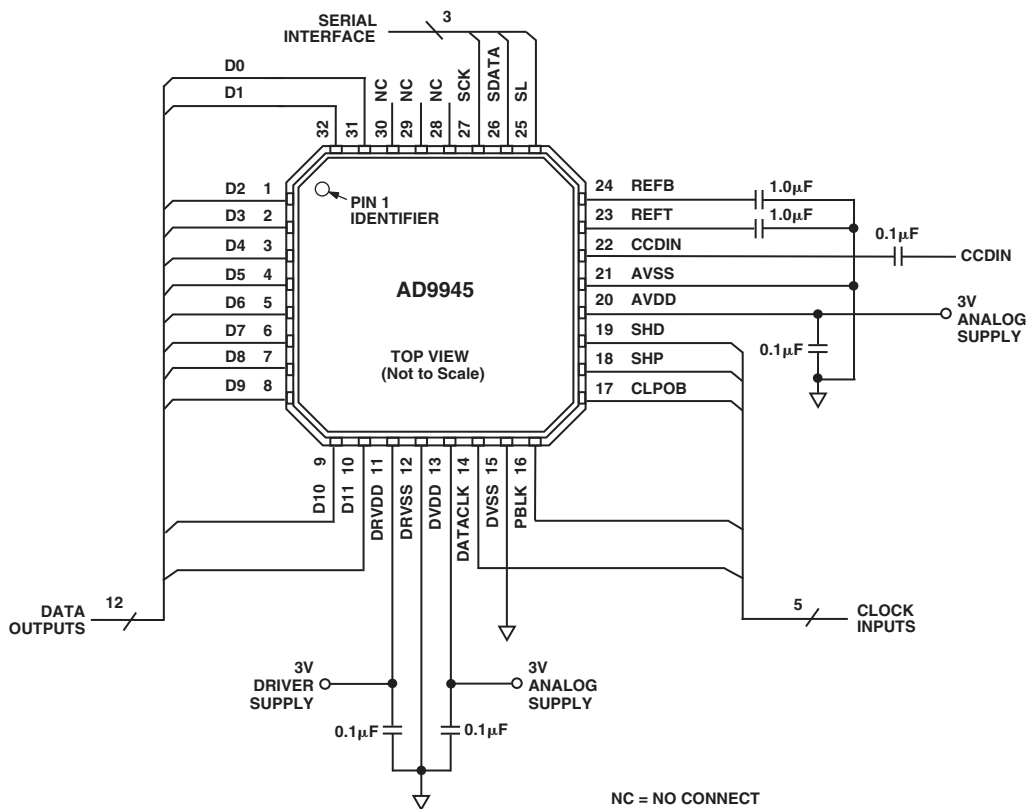 SERIAL
INTERFACE
3
D0
D1
32
31
30 NC
29 NC
28 NC
27 SCK
26 SDATA
25 SL
D2 1
D3 2
D4 3
D5 4
D6 5
D7 6
D8 7
D9 8
PIN 1
IDENTIFIER
AD9945
TOP VIEW
(Not to Scale)
24 REFB
1.0μF
23 REFT
1.0μF
22 CCDIN
0.1μF
CCDIN
21 AVSS
20 AVDD
3V
ANALOG
SUPPLY
19 SHD
0.1μF
18 SHP
17 CLPOB
D10 9
D11 10
DRVDD 11
DRVSS 12
DVDD 13
DATACLK 14
DVSS 15
PBLK 16
DATA
OUTPUTS
12
5
CLOCK
INPUTS
3V
DRIVER
SUPPLY
0.1μF
3V
ANALOG
SUPPLY
0.1μF
NC = NO CONNECT